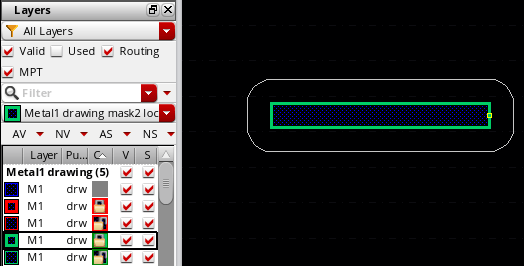 Layers
All Layers
Valid Used Routing
MPT
Filter
Metal1 drawing mask2 loc
AV NV AS NS
Layer Pu... C V S
Metal1 drawing (5)
M1 drw
M1 drw
M1 drw
M1 drw
M1 drw